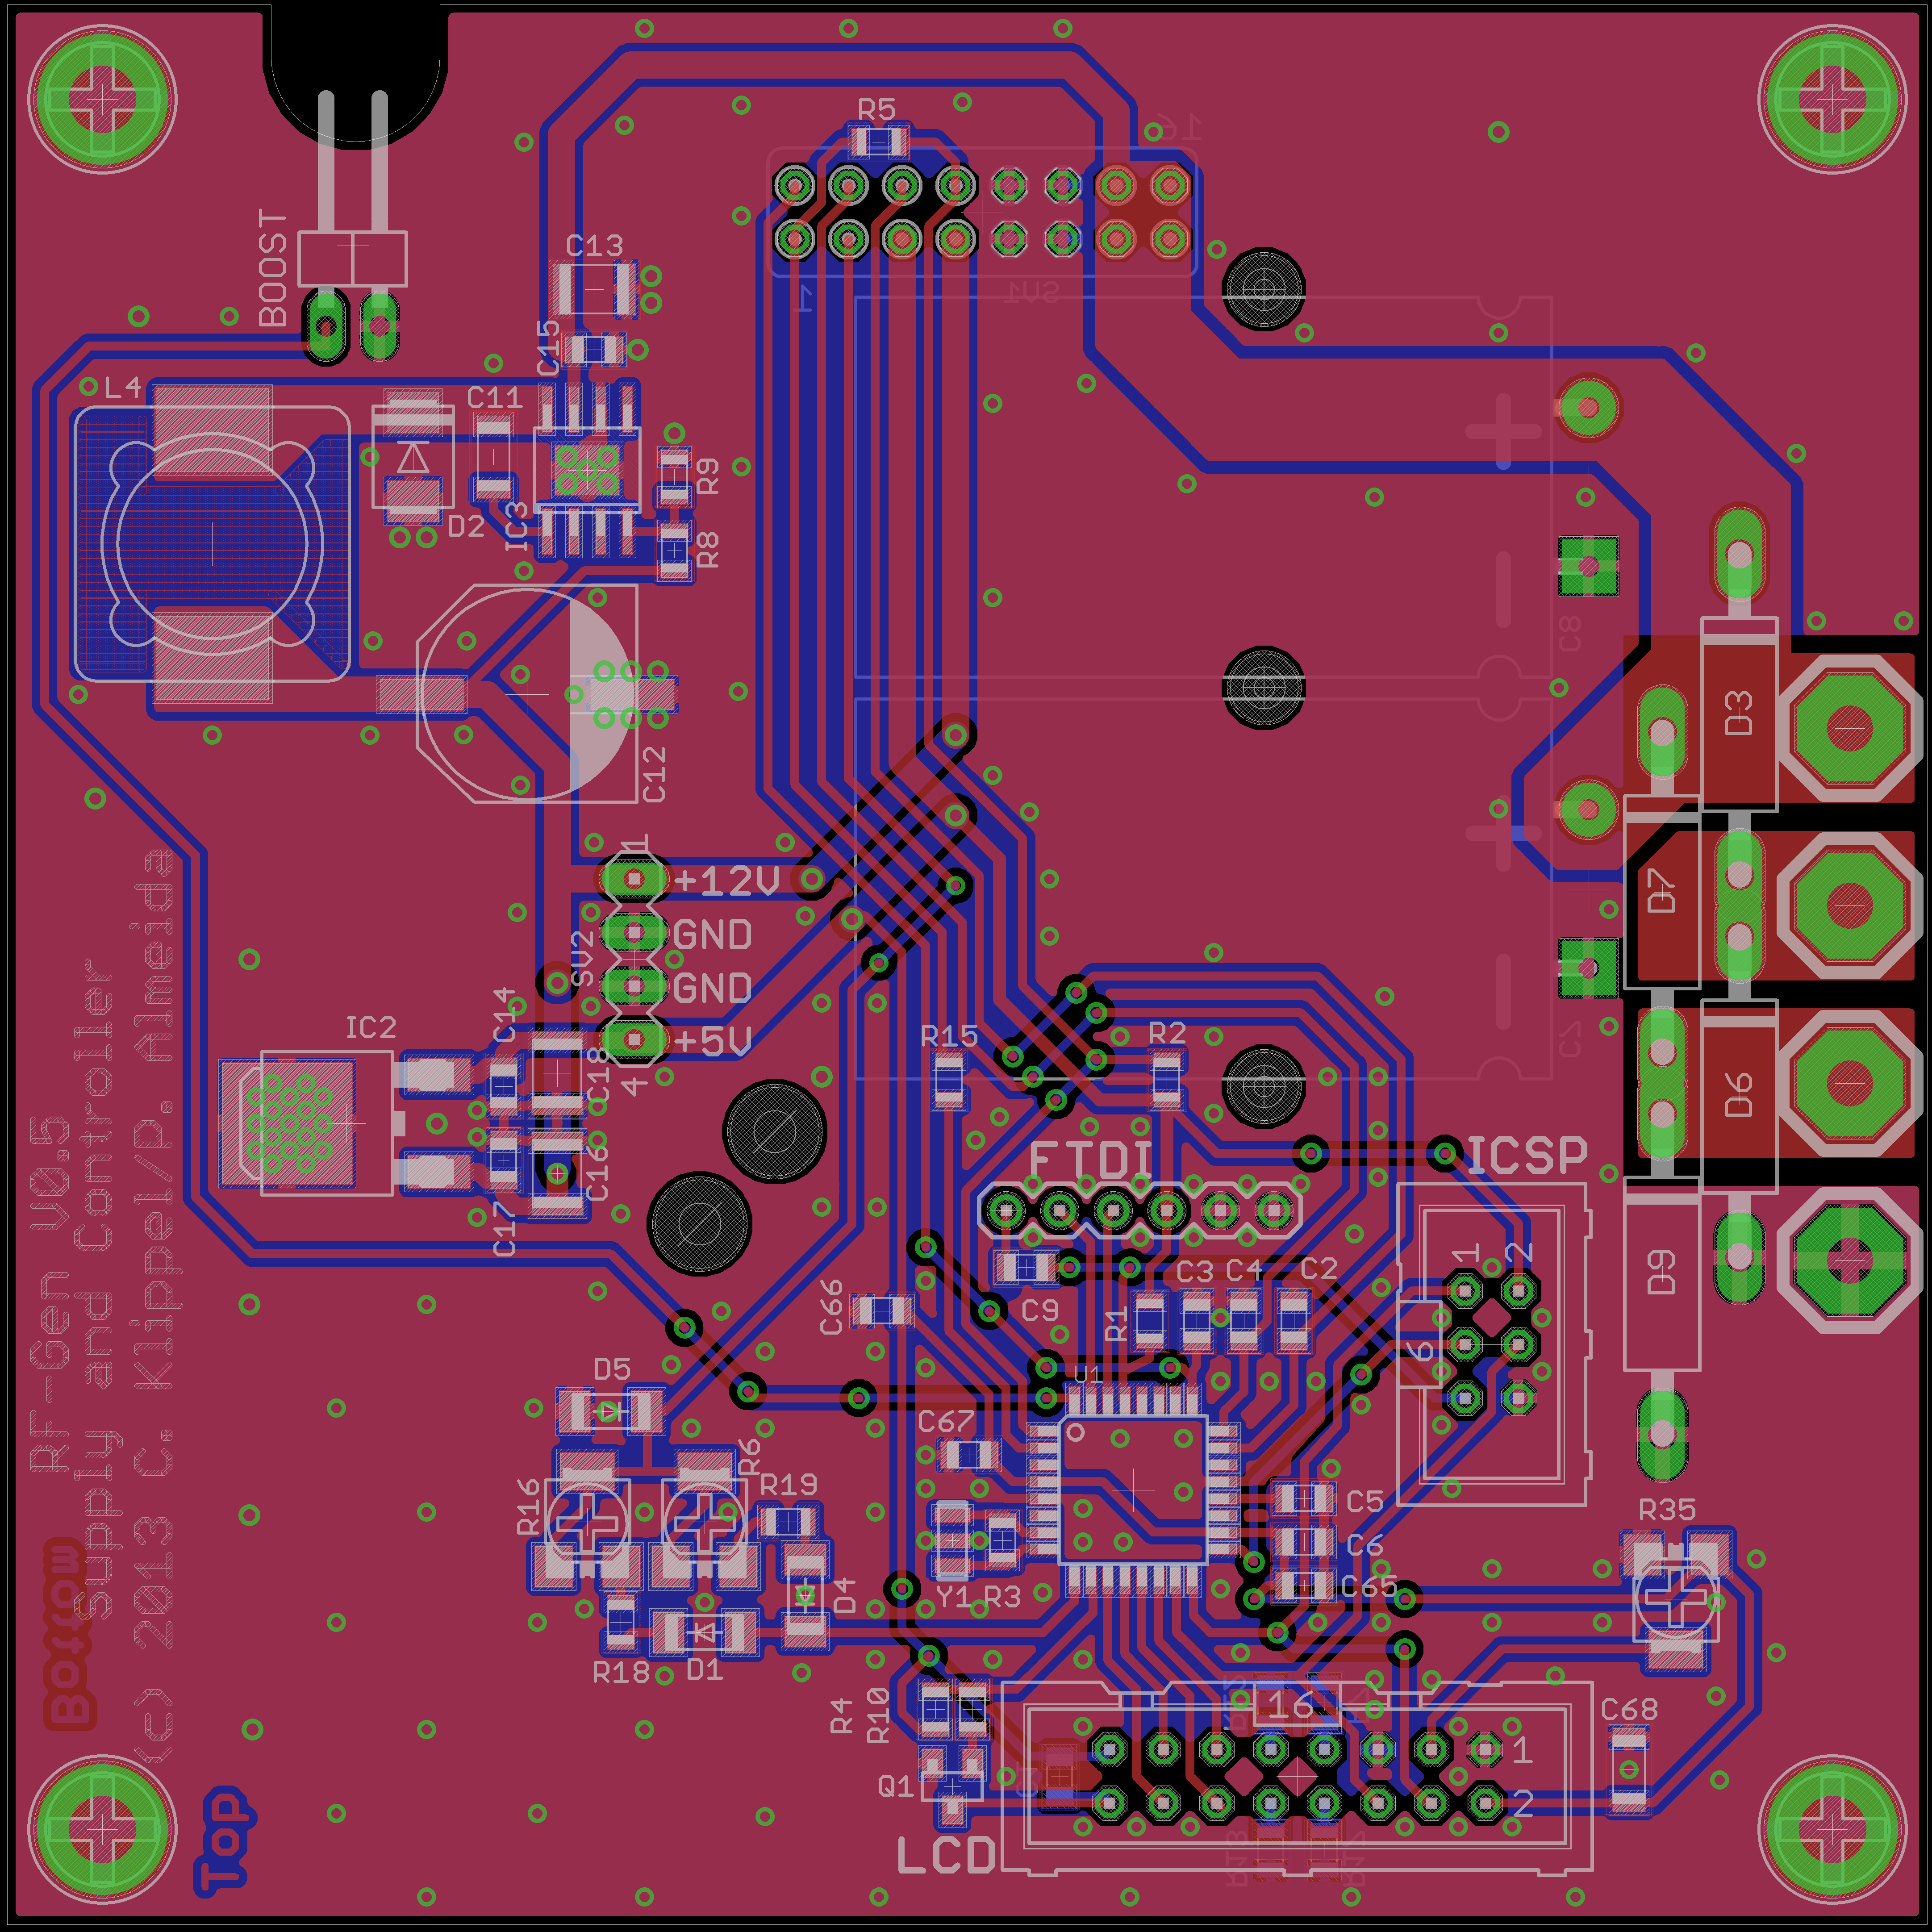 R5
16
BOOST
C13
SV1
1
C15
L4
C11
R9
IC3
D2
R8
C8
D3
C12
1
+12V
D7
GND
SV2
GND
C14
IC2
R15
R2
+5V
C18
4
C7
D6
FTDI
ICSP
C16
C17
1
2
D9
C3
C4
C2
C66
C9
R1
6
D5
U1
C67
R6
R16
R19
C5
R35
C6
C65
D4
Y1
R3
R18
D1
R4
R10
16
C68
1
Q1
2
LCD
RF-Gen V0.5
Supply and Controller
(c) 2013 C. Klippel/P. Almeida
Bottom
Top